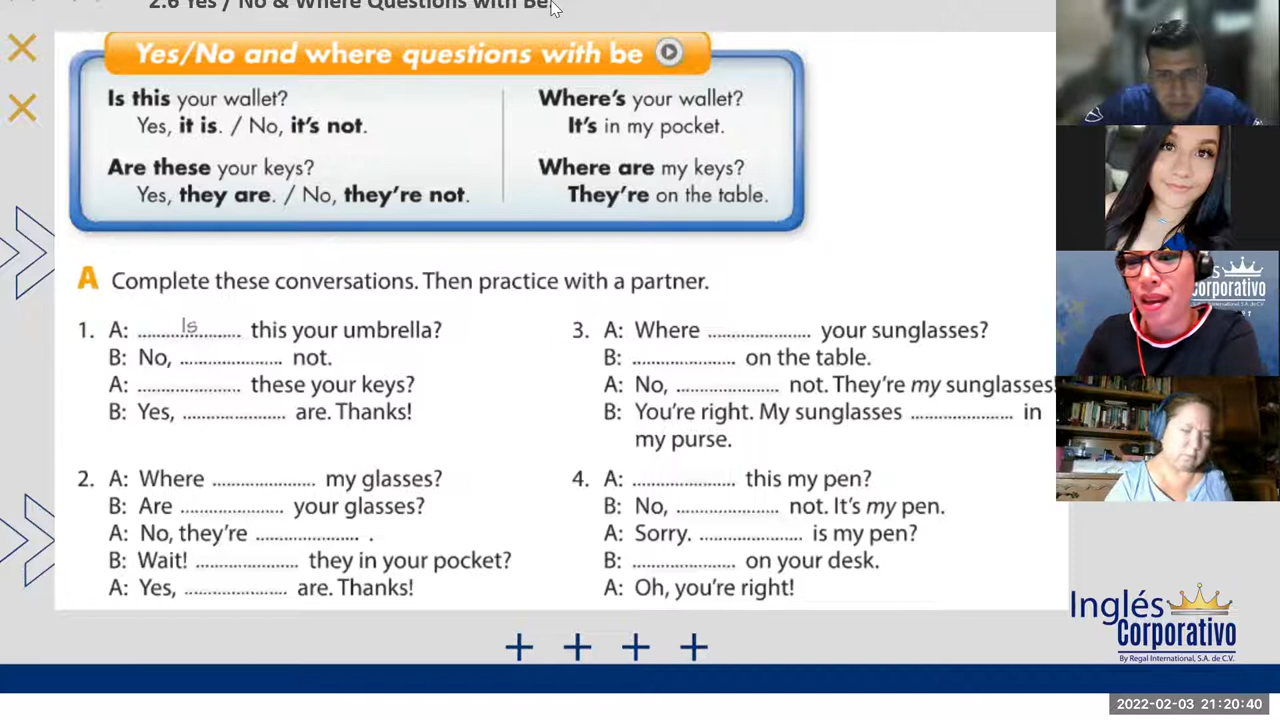 2.6 Yes / No & Where Questions with Be
Yes/No and where questions with be
Is this your wallet?
Yes, it is. / No, it's not.
Are these your keys?
Yes, they are. / No, they're not.
Where's your wallet?
It's in my pocket.
Where are my keys?
They're on the table.
A Complete these conversations. Then practice with a partner.
1. A: ........Is........ this your umbrella?
B: No, .................... not.
A: .................... these your keys?
B: Yes, .................... are. Thanks!
2. A: Where .................... my glasses?
B: Are .................... your glasses?
A: No, they're .................... .
B: Wait! .................... they in your pocket?
A: Yes, .................... are. Thanks!
3. A: Where .................... your sunglasses?
B: .................... on the table.
A: No, .................... not. They're my sunglasses.
B: You're right. My sunglasses .................... in
my purse.
4. A: .................... this my pen?
B: No, .................... not. It's my pen.
A: Sorry. .................... is my pen?
B: .................... on your desk.
A: Oh, you're right!
Inglés
Corporativo
By Regal International, S.A. de C.V.
2022-02-03 21:20:40